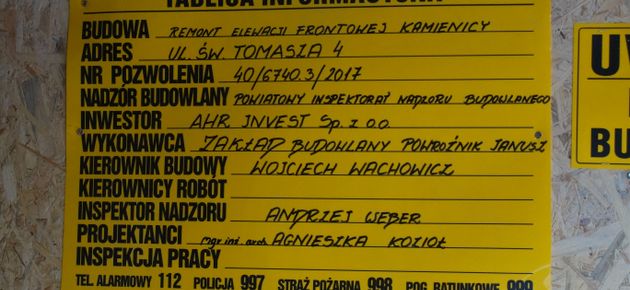 TABLICA INFORMACYJNA
BUDOWA REMONT ELEWACJI FRONTOWEJ KAMIENICY
ADRES UL. ŚW. TOMASZA 4
NR POZWOLENIA 40/6740.3/2017
NADZÓR BUDOWLANY POWIATOWY INSPEKTORAT NADZORU BUDOWLANEGO
INWESTOR AHR INVEST Sp. z o.o.
WYKONAWCA ZAKŁAD BUDOWLANY POWROŹNIK JANUSZ
KIEROWNIK BUDOWY WOJCIECH WACHOWICZ
KIEROWNICY ROBÓT
INSPEKTOR NADZORU ANDRZEJ WEBER
PROJEKTANCI mgr inż. arch. AGNIESZKA KOZIOŁ
INSPEKCJA PRACY
TEL. ALARMOWY 112 POLICJA 997 STRAŻ POŻARNA 998 POG. RATUNKOWE 999
BU